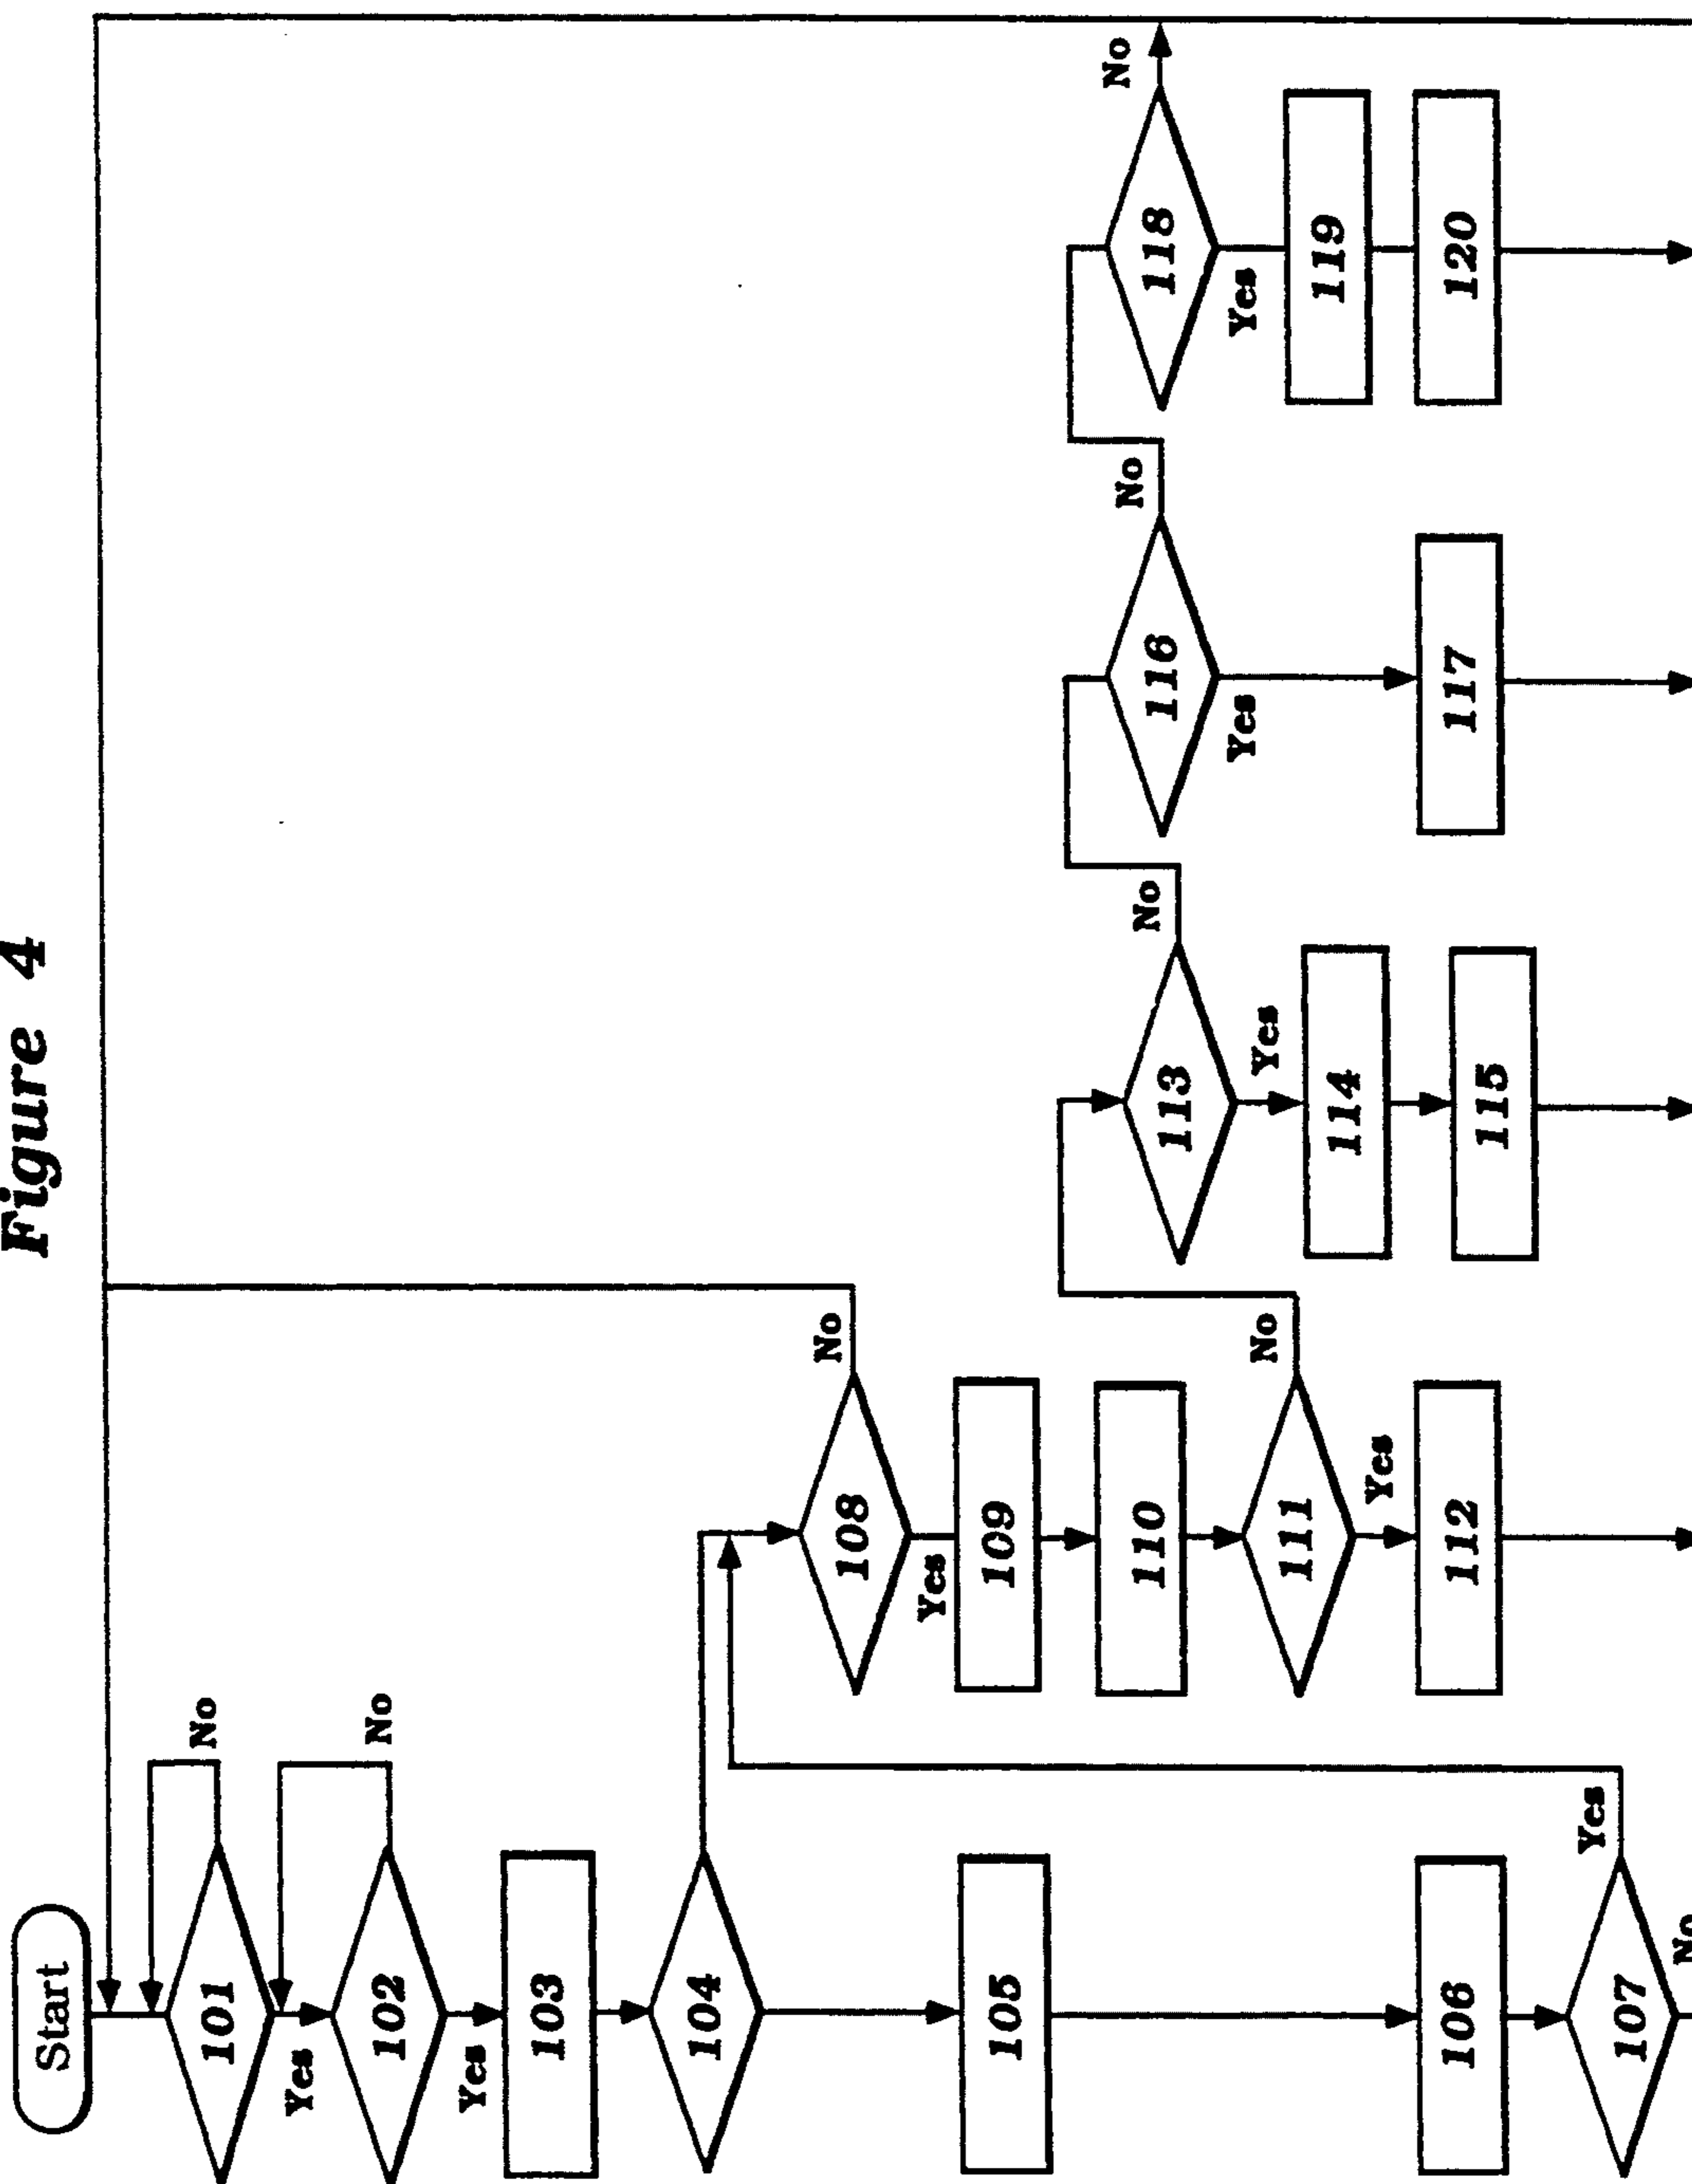 Figure 4
Start
101
No
Yes
102
No
Yes
103
104
105
106
107
Yes
No
108
No
Yes
109
110
111
No
Yes
112
113
No
Yes
114
115
116
No
Yes
117
118
No
Yes
119
120